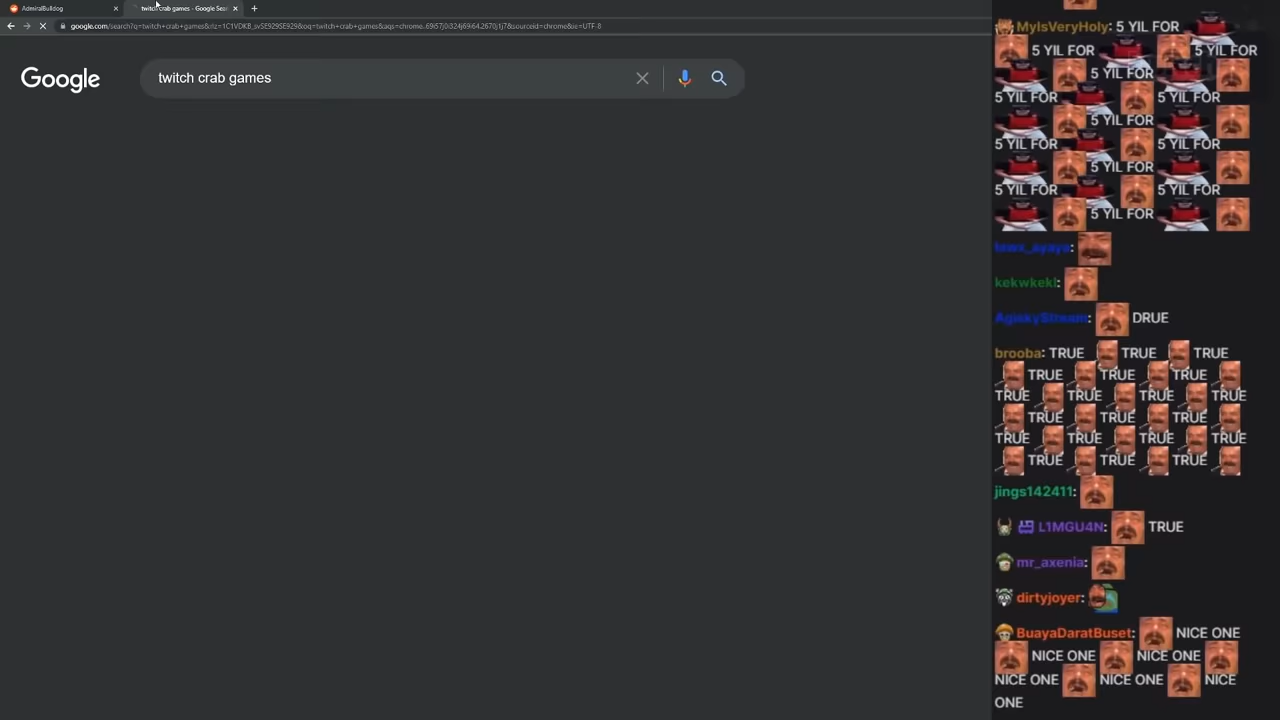 AdmiralBulldog
twitch crab games - Google Sea
Google
twitch crab games
MyIsVeryHoly: 5 YIL FOR
5 YIL FOR 5 YIL FOR
5 YIL FOR
5 YIL FOR 5 YIL FOR
5 YIL FOR
5 YIL FOR 5 YIL FOR
5 YIL FOR
5 YIL FOR 5 YIL FOR
5 YIL FOR
kekwkekl:
DRUE
brooba: TRUE TRUE TRUE
TRUE TRUE TRUE
TRUE TRUE TRUE TRUE
TRUE TRUE TRUE
TRUE TRUE TRUE TRUE
TRUE TRUE TRUE
jings142411:
L1MGU4N: TRUE
mr_axenia:
dirtyjoyer:
BuayaDaratBuset: NICE ONE
NICE ONE NICE ONE
NICE ONE NICE ONE NICE
ONE